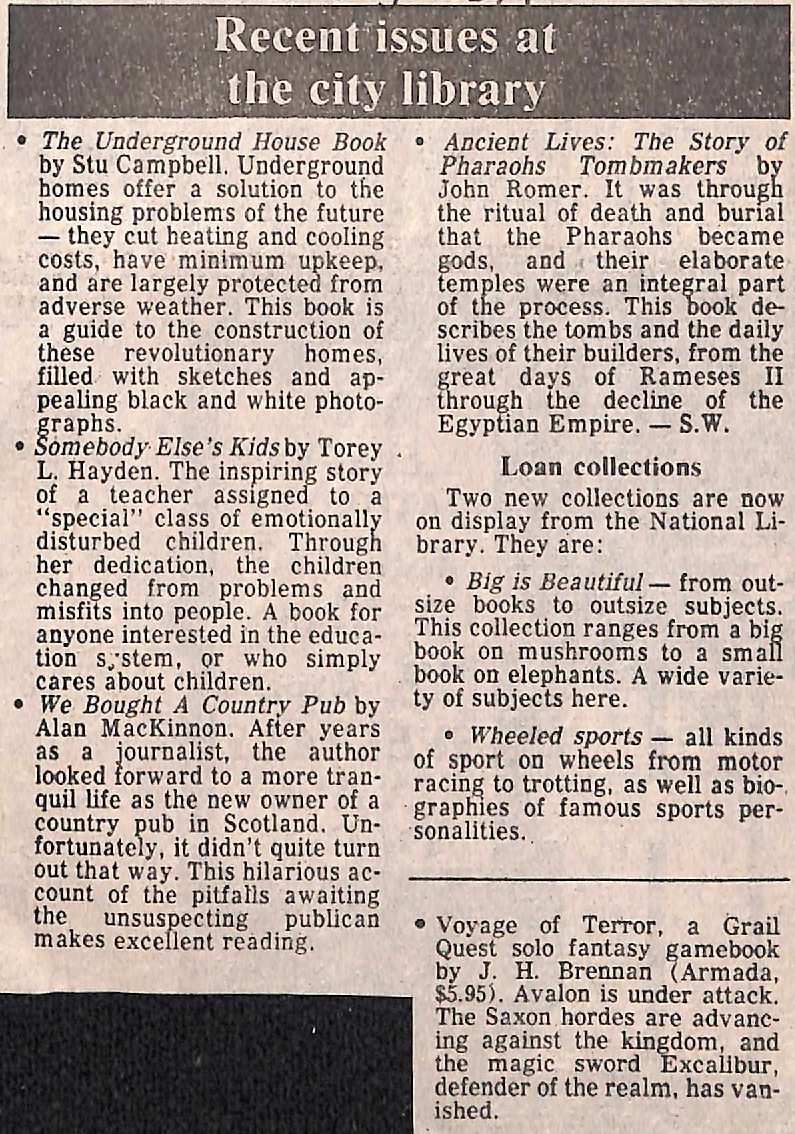 Recent issues at
the city library
• The Underground House Book
by Stu Campbell. Underground
homes offer a solution to the
housing problems of the future
— they cut heating and cooling
costs, have minimum upkeep,
and are largely protected from
adverse weather. This book is
a guide to the construction of
these revolutionary homes,
filled with sketches and ap-
pealing black and white photo-
graphs.
• Somebody Else's Kids by Torey
L. Hayden. The inspiring story
of a teacher assigned to a
"special" class of emotionally
disturbed children. Through
her dedication, the children
changed from problems and
misfits into people. A book for
anyone interested in the educa-
tion system, or who simply
cares about children.
• We Bought A Country Pub by
Alan MacKinnon. After years
as a journalist, the author
looked forward to a more tran-
quil life as the new owner of a
country pub in Scotland. Un-
fortunately, it didn't quite turn
out that way. This hilarious ac-
count of the pitfalls awaiting
the unsuspecting publican
makes excellent reading.
• Ancient Lives: The Story of
Pharaohs Tombmakers by
John Romer. It was through
the ritual of death and burial
that the Pharaohs became
gods, and their elaborate
temples were an integral part
of the process. This book de-
scribes the tombs and the daily
lives of their builders, from the
great days of Rameses II
through the decline of the
Egyptian Empire. — S.W.
Loan collections
Two new collections are now
on display from the National Li-
brary. They are:
• Big is Beautiful — from out-
size books to outsize subjects.
This collection ranges from a big
book on mushrooms to a small
book on elephants. A wide varie-
ty of subjects here.
• Wheeled sports — all kinds
of sport on wheels from motor
racing to trotting, as well as bio-
graphies of famous sports per-
sonalities.
• Voyage of Terror, a Grail
Quest solo fantasy gamebook
by J. H. Brennan (Armada,
$5.95). Avalon is under attack.
The Saxon hordes are advanc-
ing against the kingdom, and
the magic sword Excalibur,
defender of the realm, has van-
ished.